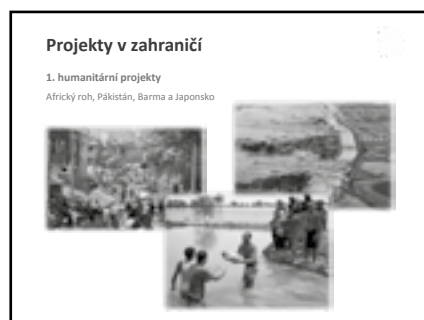 Projekty v zahraničí
1. humanitární projekty
Africký roh, Pákistán, Barma a Japonsko